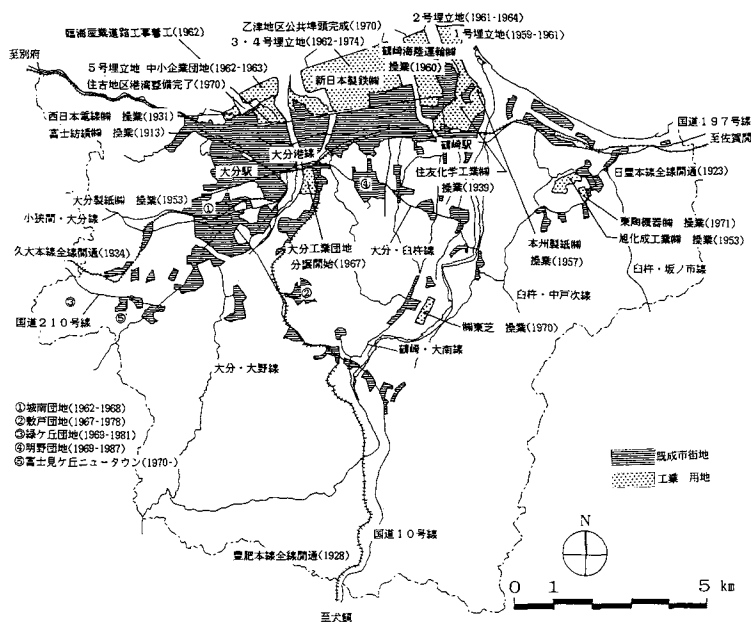 臨海産業道路工事着工(1962)
乙津地区公共埠頭完成(1970)
3・4号埋立地(1962-1974)
2号埋立地(1961-1964)
1号埋立地(1959-1961)
鶴崎海陸運輸㈱
操業(1960)
至別府
5号埋立地 中小企業団地(1962-1963)
住吉地区港湾整備完了(1970)
新日本製鉄㈱
西日本電線㈱ 操業(1931)
富士紡績㈱ 操業(1913)
国道197号線
至佐賀関
大分駅
大分港線
鶴崎駅
日豊本線全線開通(1923)
住友化学工業㈱
操業(1939)
大分製紙㈱ 操業(1953)
小狭間・大分線
①
④
東陶機器㈱ 操業(1971)
旭化成工業㈱ 操業(1953)
久大本線全線開通(1934)
大分工業団地
分譲開始(1967)
大分・臼杵線
本州製紙㈱
操業(1957)
臼杵・坂ノ市線
臼杵・中戸次線
③
②
国道210号線
⑤
㈱東芝 操業(1970)
鶴崎・大南線
大分・大野線
①城南団地(1962-1968)
②敷戸団地(1967-1978)
③緑ケ丘団地(1969-1981)
④明野団地(1969-1987)
⑤富士見ケ丘ニュータウン(1970-)
既成市街地
工業 用地
国道10号線
豊肥本線全線開通(1928)
至犬飼
N
0 1 5 km